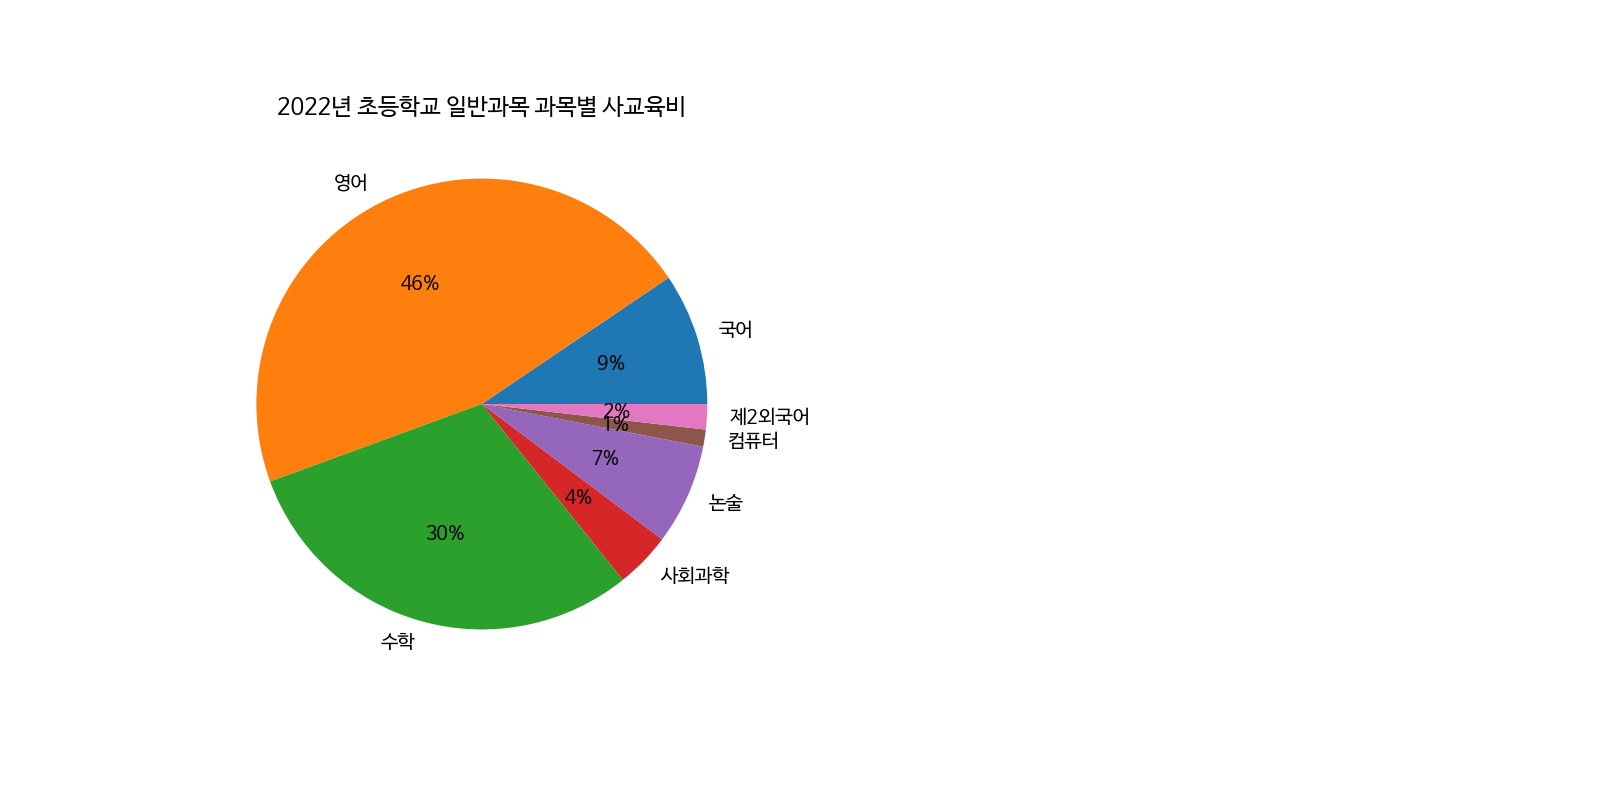 2022년 초등학교 일반과목 과목별 사교육비
영어
46%
국어
9%
2%
제2외국어
1%
컴퓨터
7%
논술
4%
사회과학
30%
수학